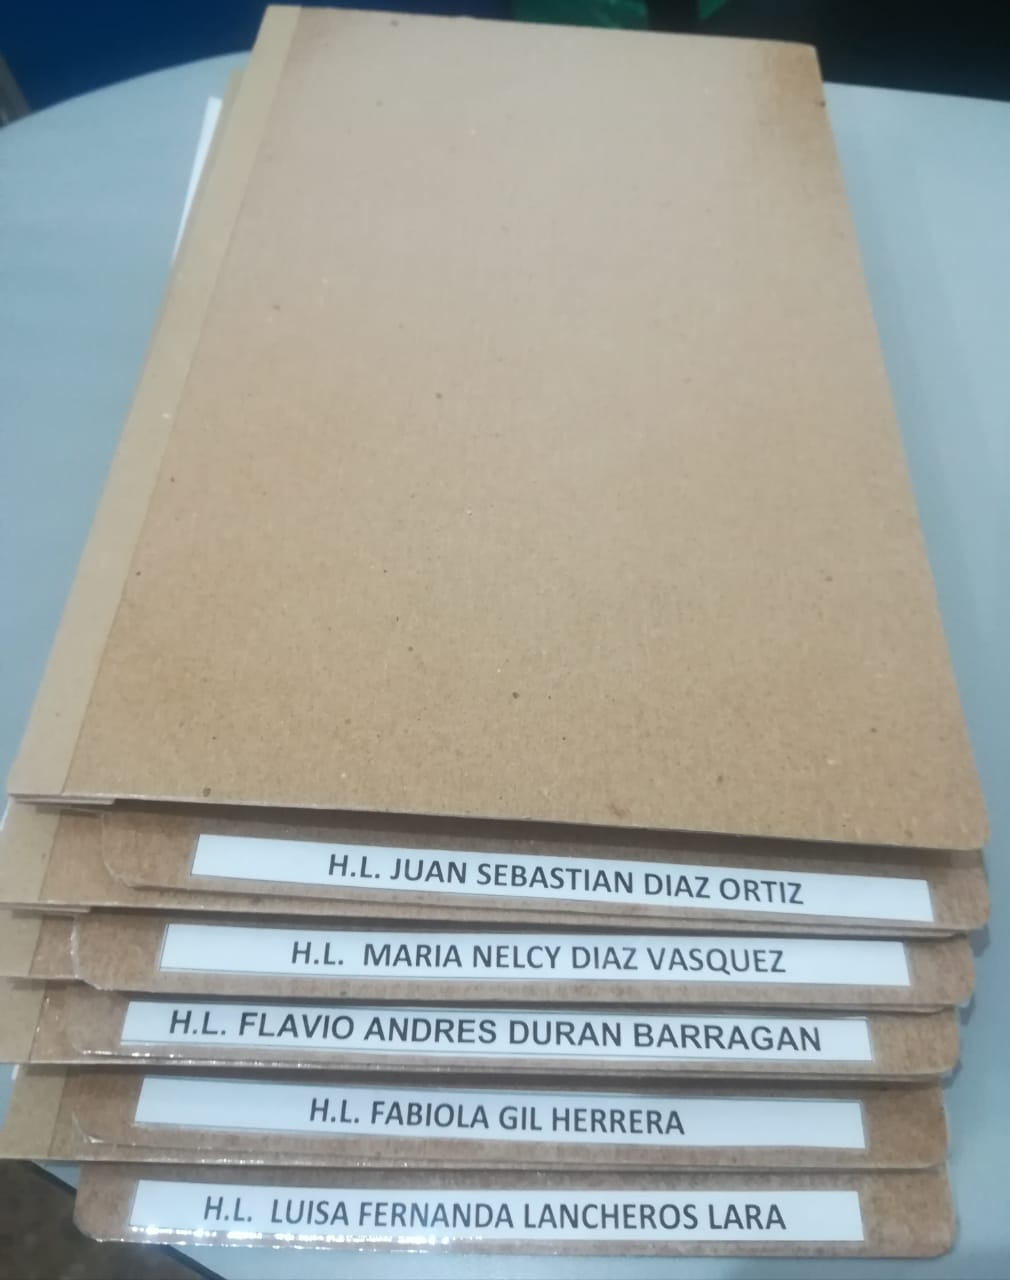 H.L. JUAN SEBASTIAN DIAZ ORTIZ
H.L. MARIA NELCY DIAZ VASQUEZ
H.L. FLAVIO ANDRES DURAN BARRAGAN
H.L. FABIOLA GIL HERRERA
H.L. LUISA FERNANDA LANCHEROS LARA